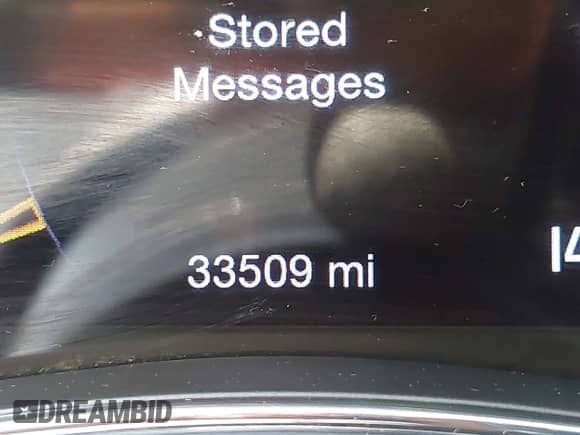 Stored
Messages
33509 mi
DREAMBID